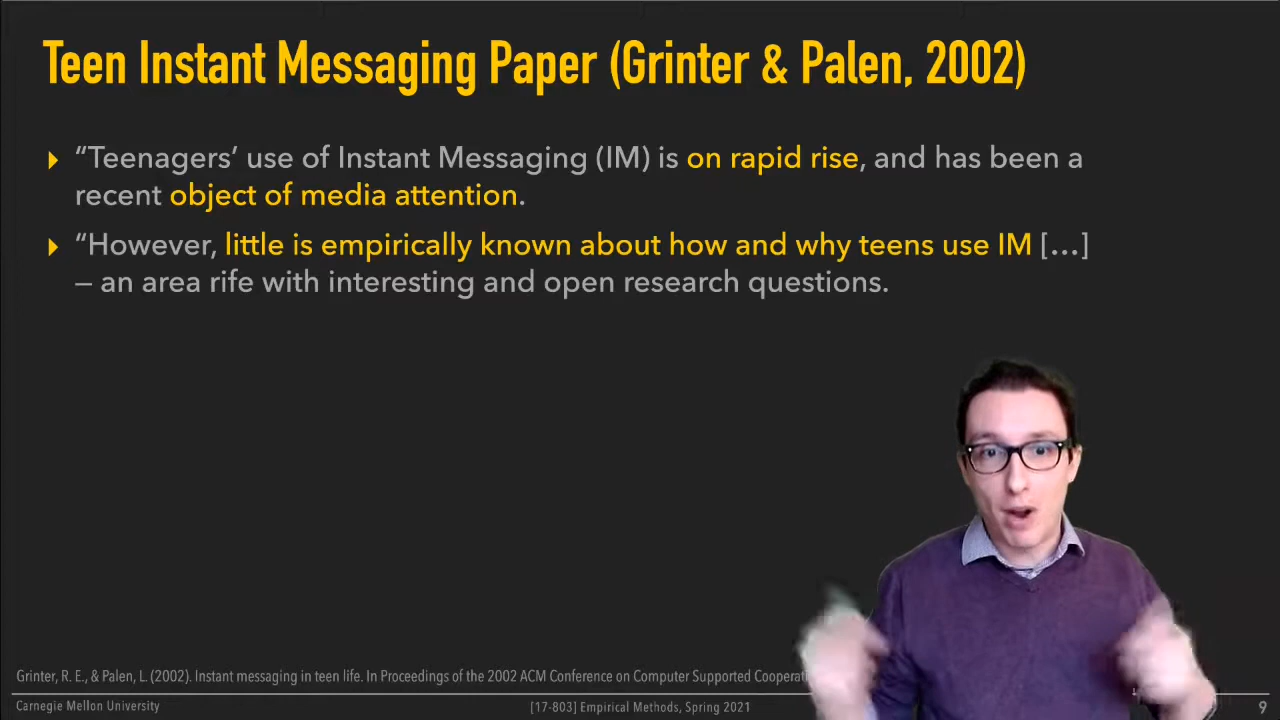 Teen Instant Messaging Paper (Grinter & Palen, 2002)
“Teenagers’ use of Instant Messaging (IM) is on rapid rise, and has been a
recent object of media attention.
“However, little is empirically known about how and why teens use IM […]
– an area rife with interesting and open research questions.
Grinter, R. E., & Palen, L. (2002). Instant messaging in teen life. In Proceedings of the 2002 ACM Conference on Computer Supported
Carnegie Mellon University
[17-803] Empirical Methods, Spring 2021
9